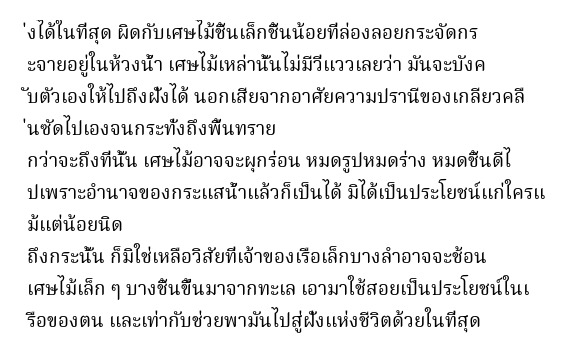 ่งได้ในที่สุด ผิดกับเศษไม้ชิ้นเล็กชิ้นน้อยที่ล่องลอยกระจัดกร
ะจายอยู่ในห้วงน้ำ เศษไม้เหล่านั้นไม่มีวี่แววเลยว่า มันจะบังค
ับตัวเองให้ไปถึงฝั่งได้ นอกเสียจากอาศัยความปรานีของเกลียวคลื
่นซัดไปเองจนกระทั่งถึงพื้นทราย
กว่าจะถึงที่นั้น เศษไม้อาจจะผุกร่อน หมดรูปหมดร่าง หมดชิ้นดีไ
ปเพราะอำนาจของกระแสน้ำแล้วก็เป็นได้ มิได้เป็นประโยชน์แก่ใครแ
ม้แต่น้อยนิด
ถึงกระนั้น ก็มิใช่เหลือวิสัยที่เจ้าของเรือเล็กบางลำอาจจะช้อน
เศษไม้เล็ก ๆ บางชิ้นขึ้นมาจากทะเล เอามาใช้สอยเป็นประโยชน์ในเ
รือของตน และเท่ากับช่วยพามันไปสู่ฝั่งแห่งชีวิตด้วยในที่สุด